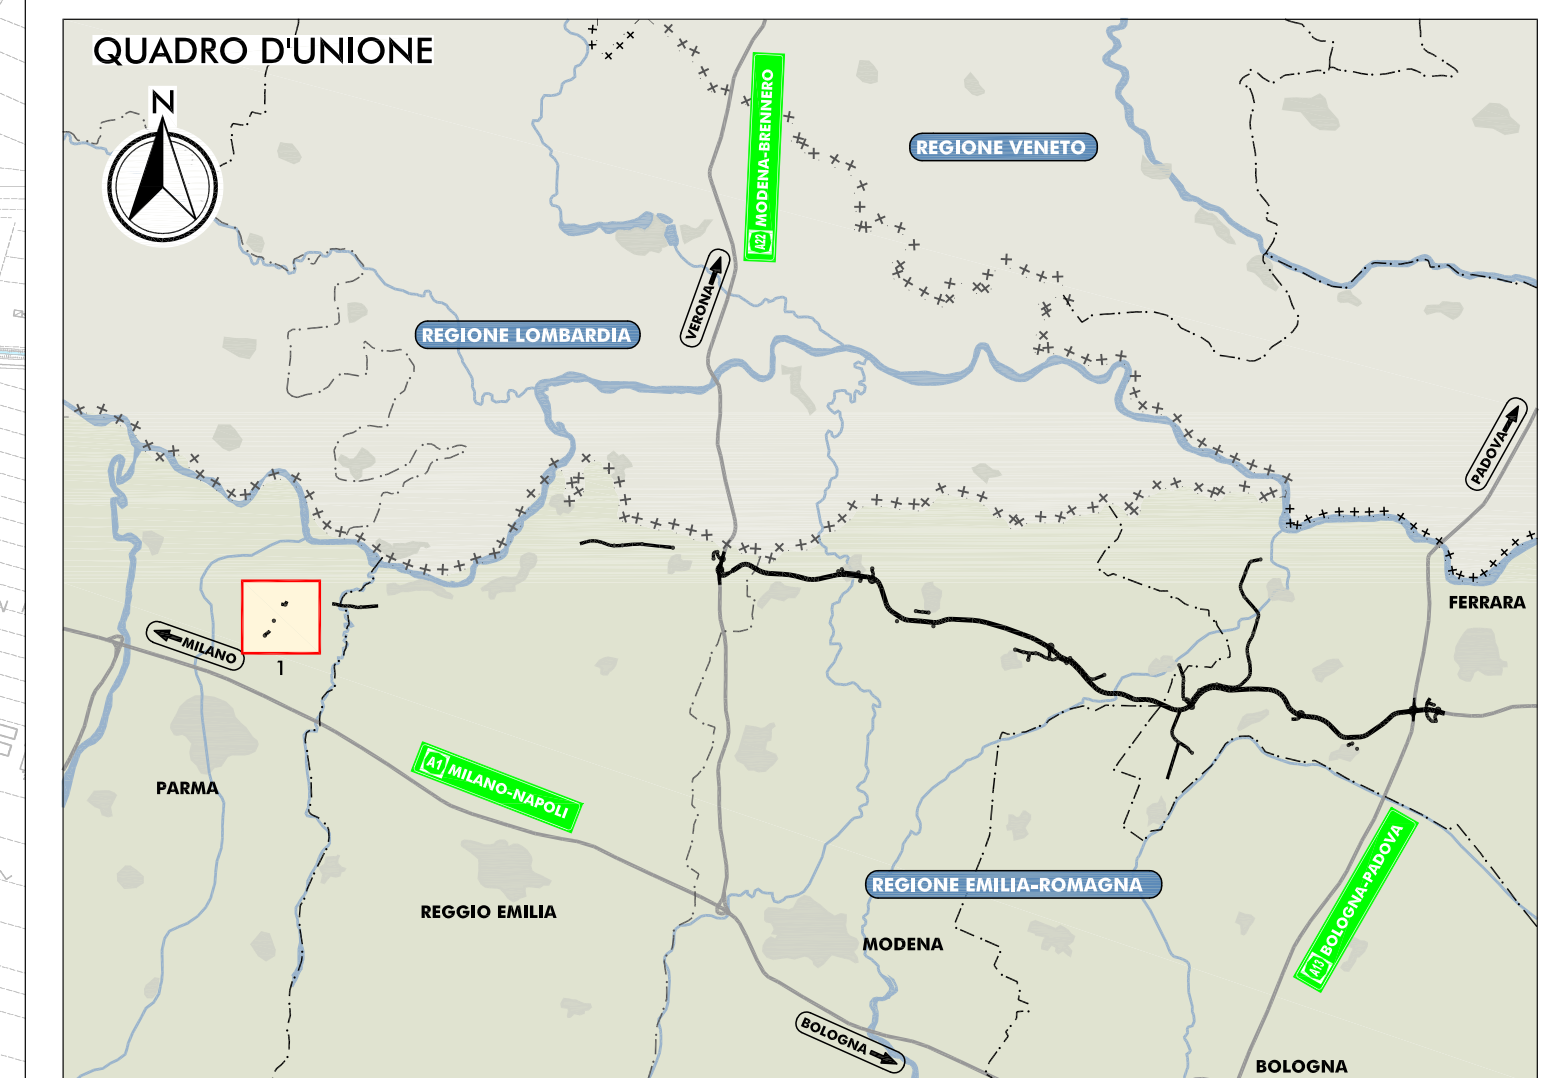 QUADRO D'UNIONE
N
A22 MODENA-BRENNERO
REGIONE VENETO
VERONA
REGIONE LOMBARDIA
PADOVA
FERRARA
MILANO
1
PARMA
A1 MILANO-NAPOLI
REGIONE EMILIA-ROMAGNA
A13 BOLOGNA-PADOVA
REGGIO EMILIA
MODENA
BOLOGNA
BOLOGNA